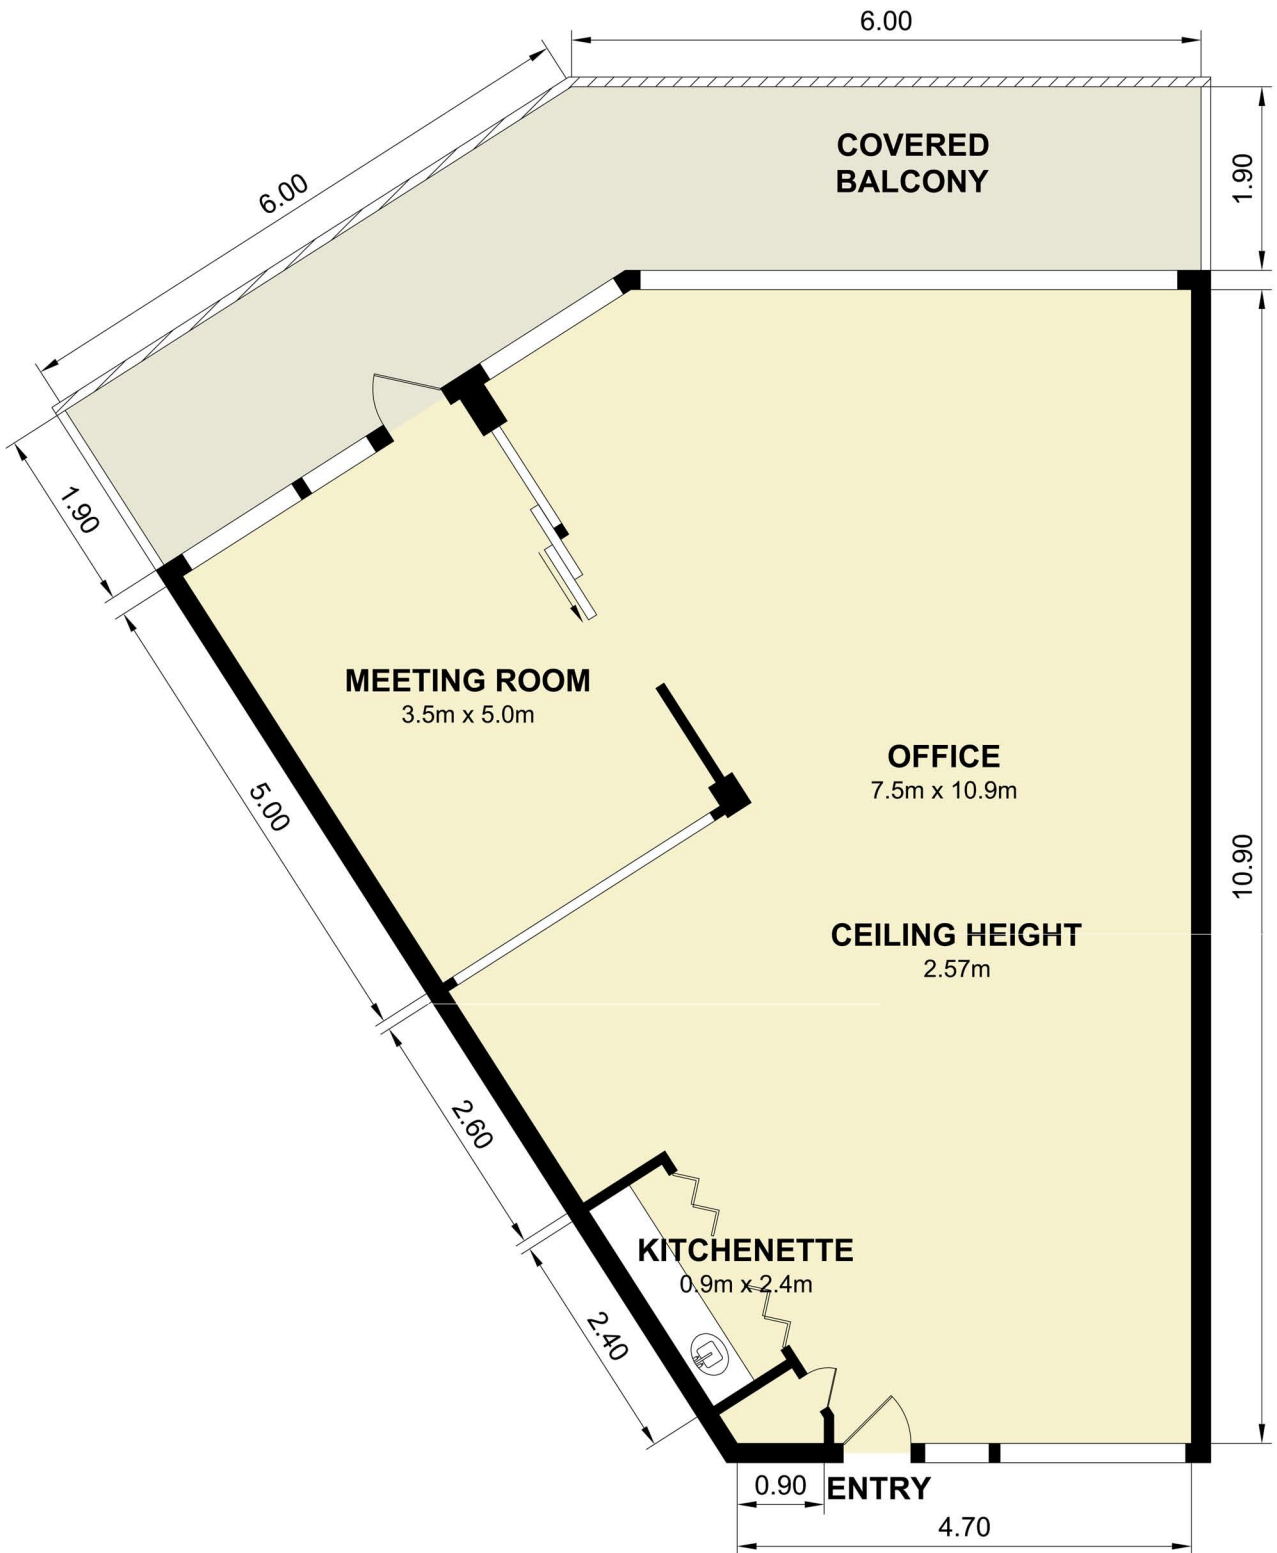 6.00
6.00
COVERED
BALCONY
1.90
1.90
MEETING ROOM
3.5m x 5.0m
OFFICE
7.5m x 10.9m
5.00
10.90
CEILING HEIGHT
2.57m
2.60
KITCHENETTE
0.9m x 2.4m
2.40
0.90
ENTRY
4.70